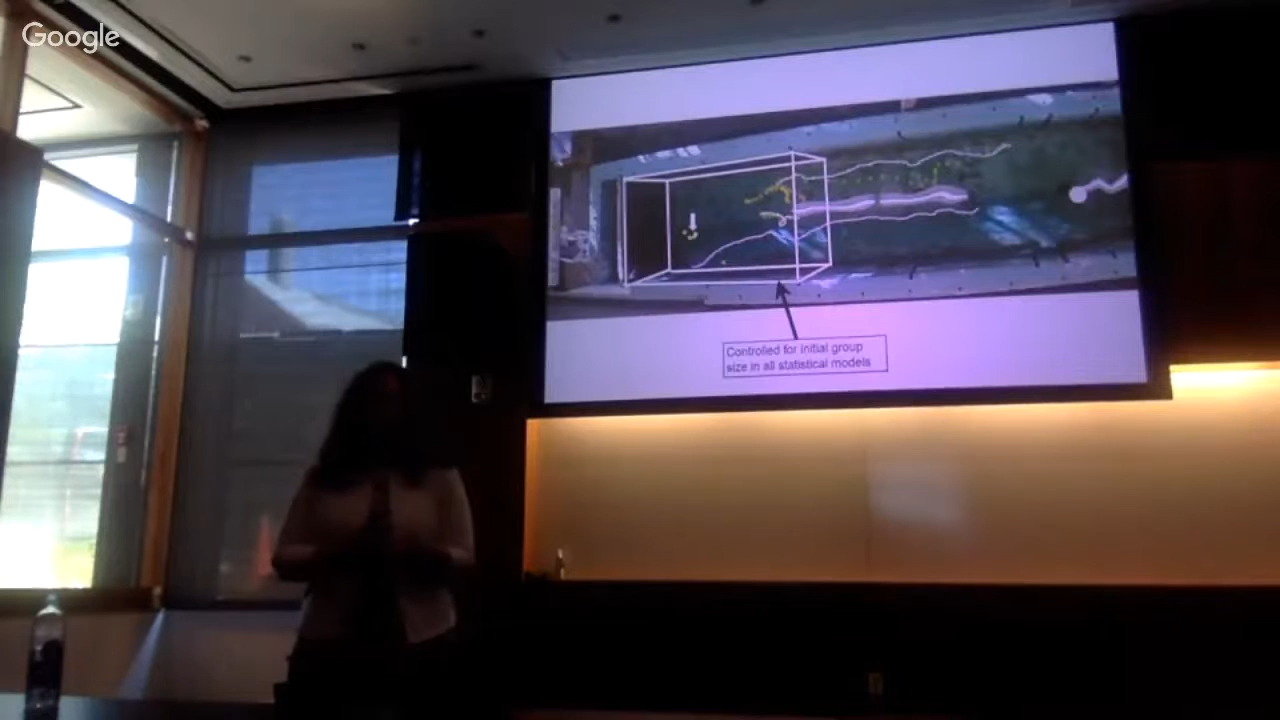 Google
Controlled for initial group
size in all statistical models